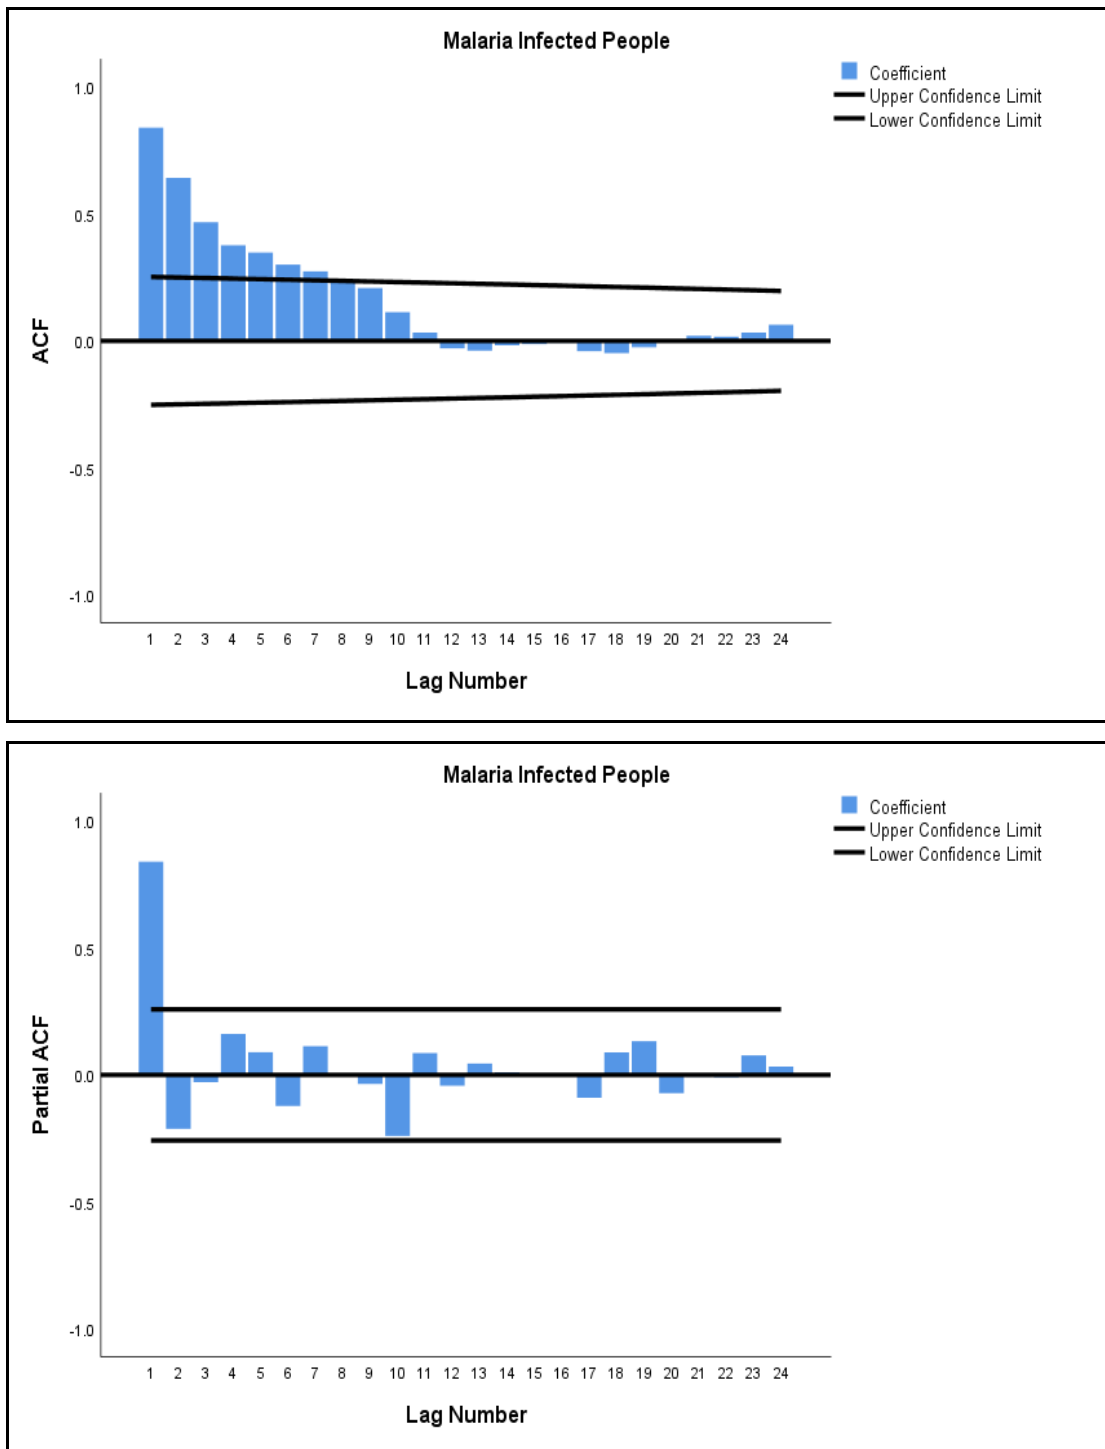 Malaria Infected People
Coefficient
Upper Confidence Limit
Lower Confidence Limit
1.0
0.5
0.0
-0.5
-1.0
ACF
1 2 3 4 5 6 7 8 9 10 11 12 13 14 15 16 17 18 19 20 21 22 23 24
Lag Number
Malaria Infected People
Coefficient
Upper Confidence Limit
Lower Confidence Limit
1.0
0.5
0.0
-0.5
-1.0
Partial ACF
1 2 3 4 5 6 7 8 9 10 11 12 13 14 15 16 17 18 19 20 21 22 23 24
Lag Number